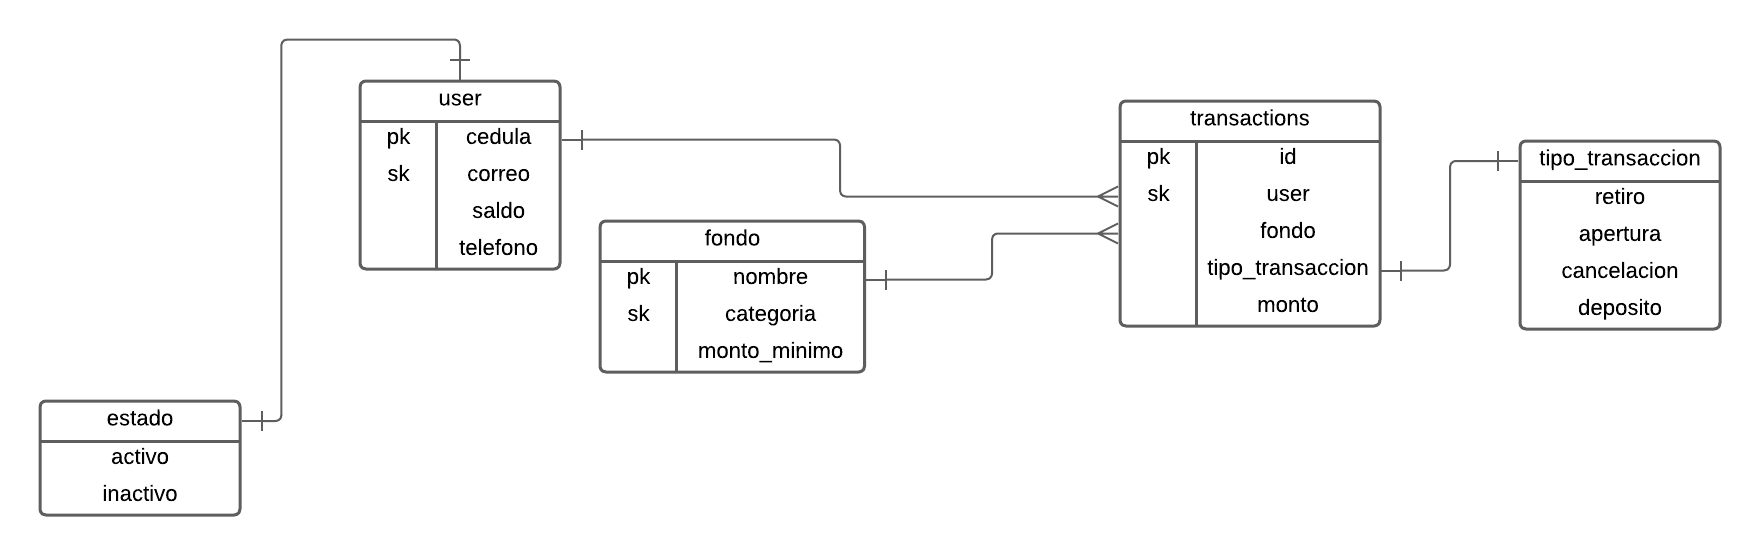 user
pk cedula
sk correo
saldo
telefono
fondo
pk nombre
sk categoria
monto_minimo
transactions
pk id
sk user
fondo
tipo_transaccion
monto
tipo_transaccion
retiro
apertura
cancelacion
deposito
estado
activo
inactivo